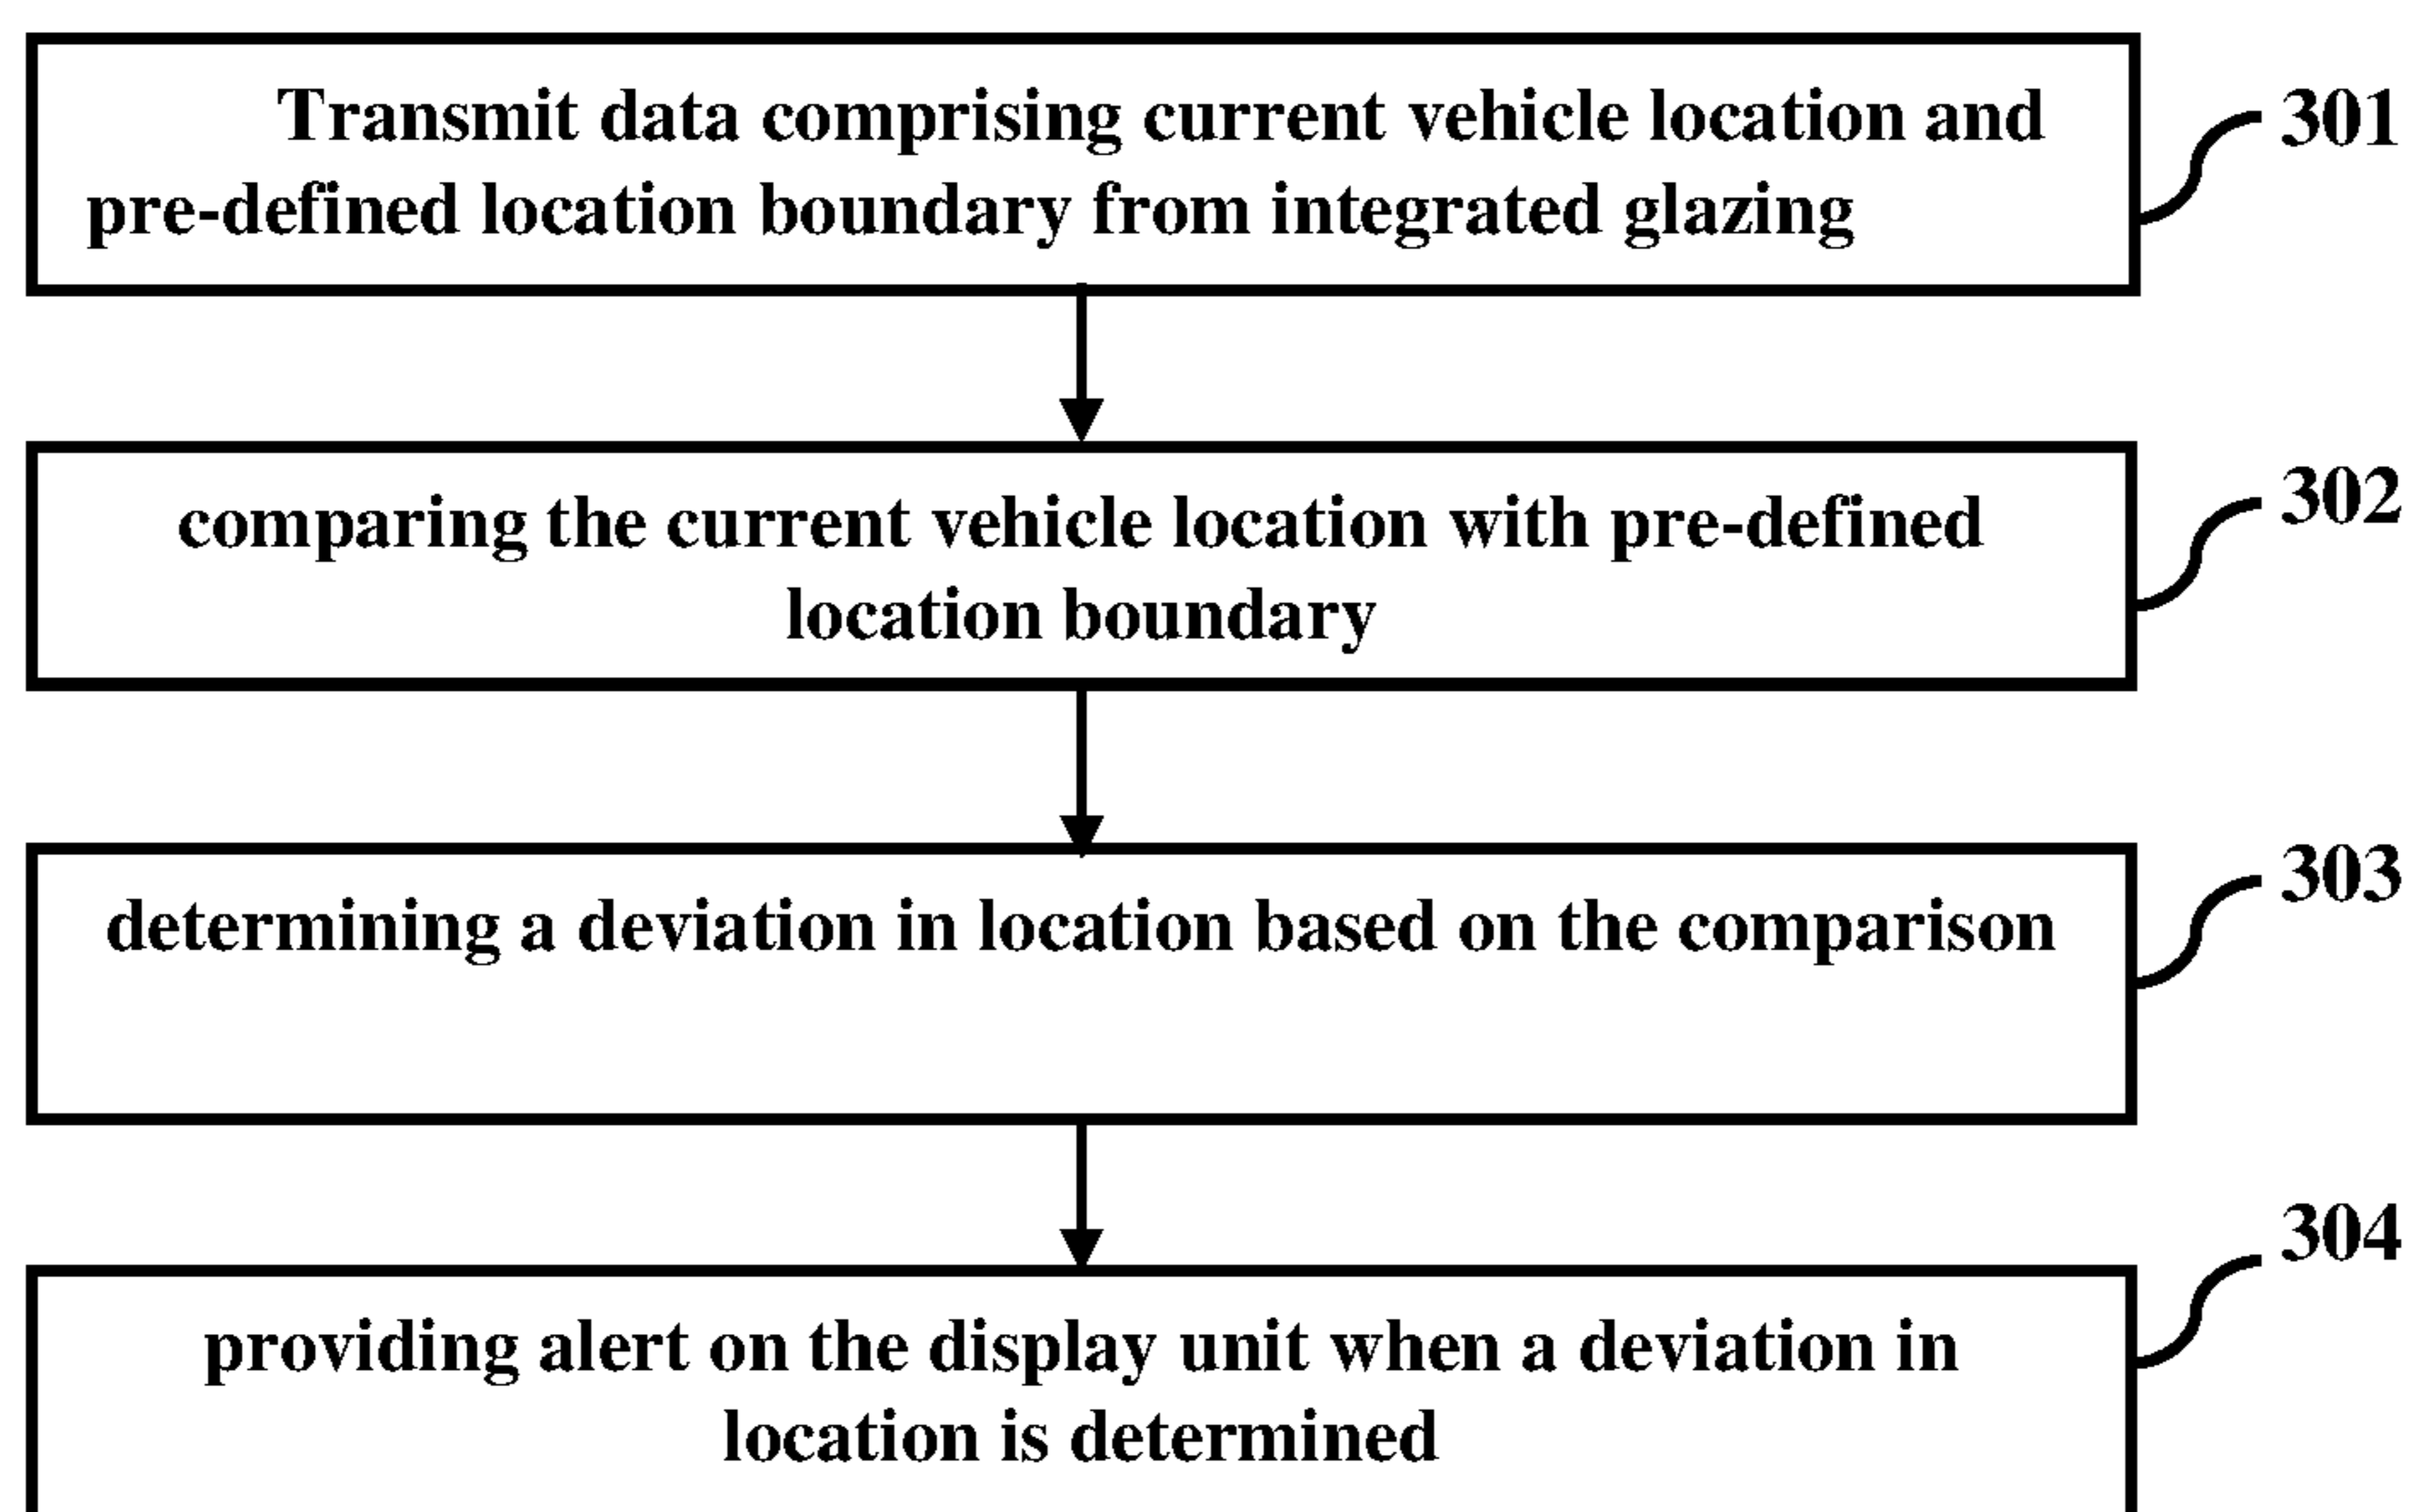 Transmit data comprising current vehicle location and
pre-defined location boundary from integrated glazing
301
comparing the current vehicle location with pre-defined
location boundary
302
determining a deviation in location based on the comparison
303
providing alert on the display unit when a deviation in
location is determined
304